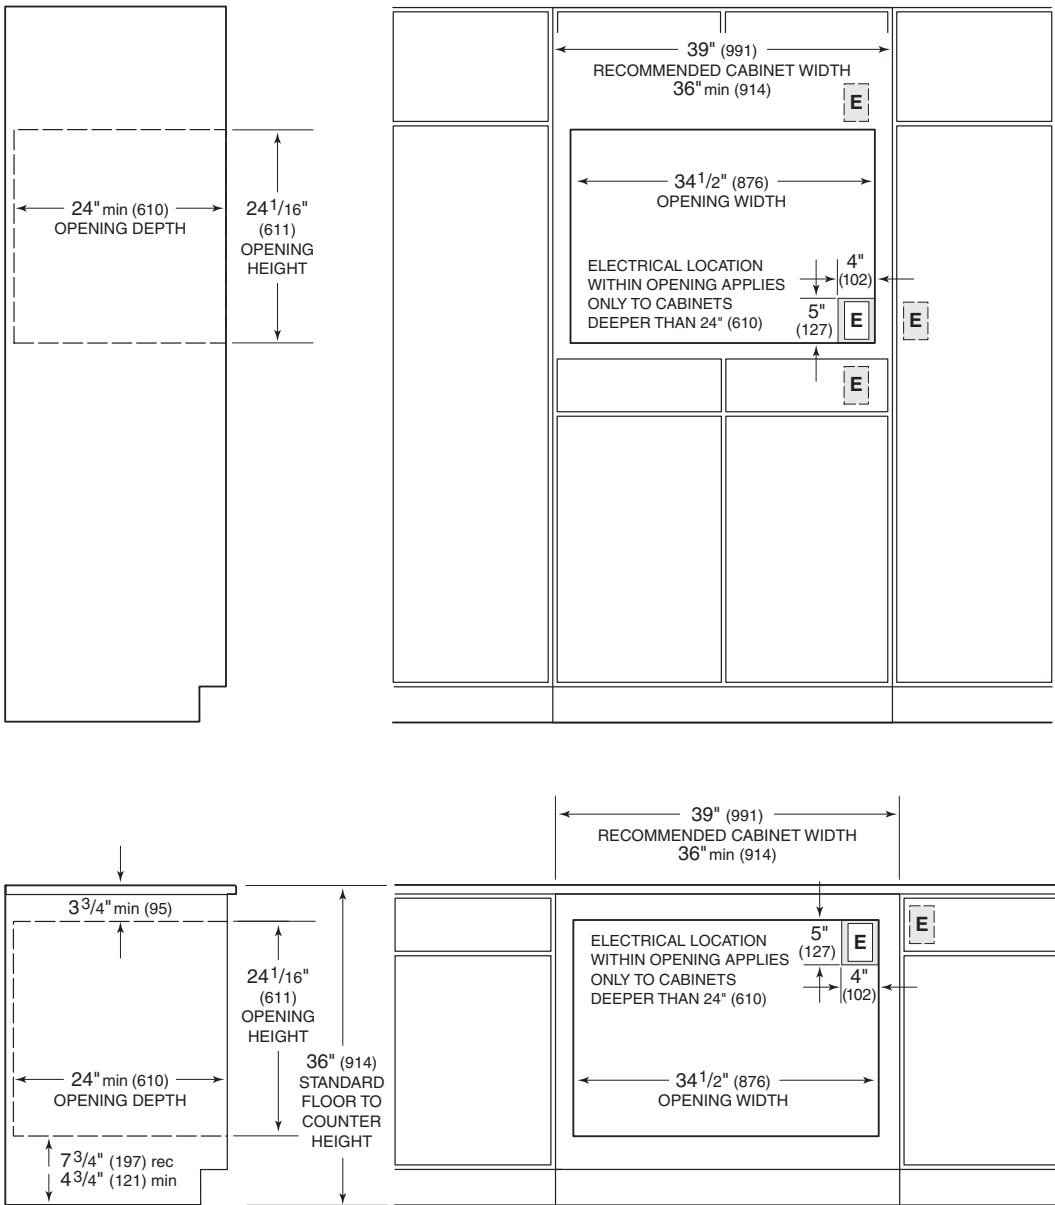 39" (991)
RECOMMENDED CABINET WIDTH
36" min (914)
E
24" min (610)
OPENING DEPTH
24 1/16"
(611)
OPENING
HEIGHT
34 1/2" (876)
OPENING WIDTH
ELECTRICAL LOCATION
WITHIN OPENING APPLIES
ONLY TO CABINETS
DEEPER THAN 24" (610)
4"
(102)
5"
(127)
E
E
E
39" (991)
RECOMMENDED CABINET WIDTH
36" min (914)
3 3/4" min (95)
24 1/16"
(611)
OPENING
HEIGHT
24" min (610)
OPENING DEPTH
7 3/4" (197) rec
4 3/4" (121) min
36" (914)
STANDARD
FLOOR TO
COUNTER
HEIGHT
ELECTRICAL LOCATION
WITHIN OPENING APPLIES
ONLY TO CABINETS
DEEPER THAN 24" (610)
5"
(127)
E
4"
(102)
E
34 1/2" (876)
OPENING WIDTH